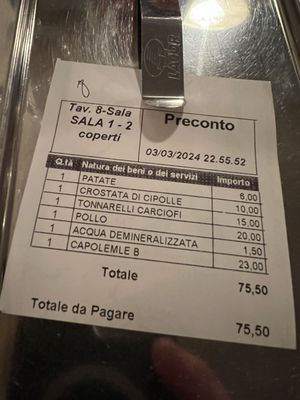 LAPAR
Tav. 8-Sala
SALA 1 - 2
coperti
Preconto
03/03/2024 22.55.52
Q.tà Natura dei beni o dei servizi Importo
1 PATATE 6,00
1 CROSTATA DI CIPOLLE 10,00
1 TONNARELLI CARCIOFI 15,00
1 POLLO 20,00
1 ACQUA DEMINERALIZZATA 1,50
1 CAPOLEMLE B 23,00
Totale 75,50
Totale da Pagare 75,50